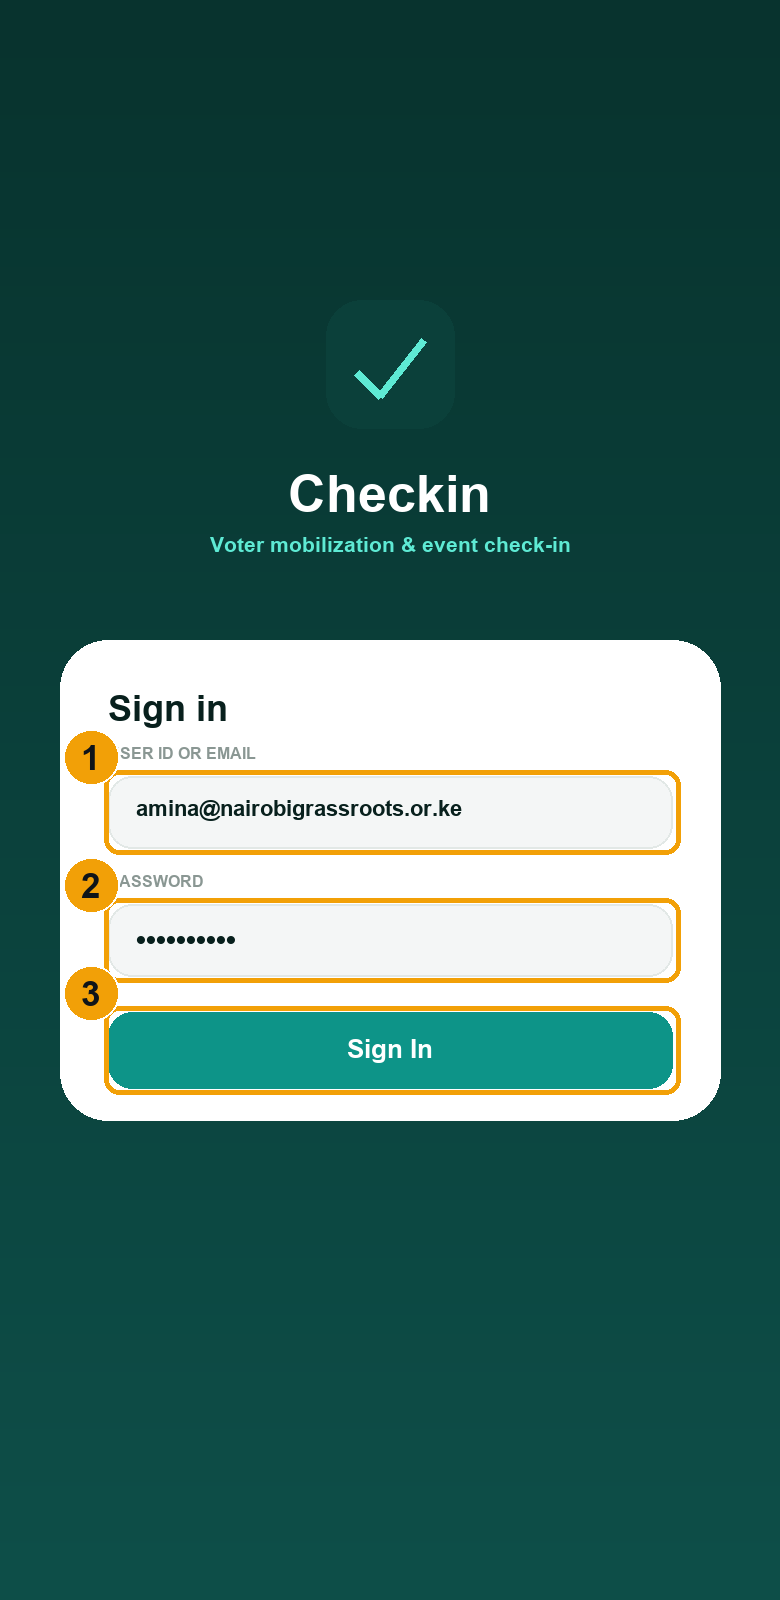 Checkin
Voter mobilization & event check-in
Sign in
1
SER ID OR EMAIL
amina@nairobigrassroots.or.ke
2
ASSWORD
••••••••••
3
Sign In